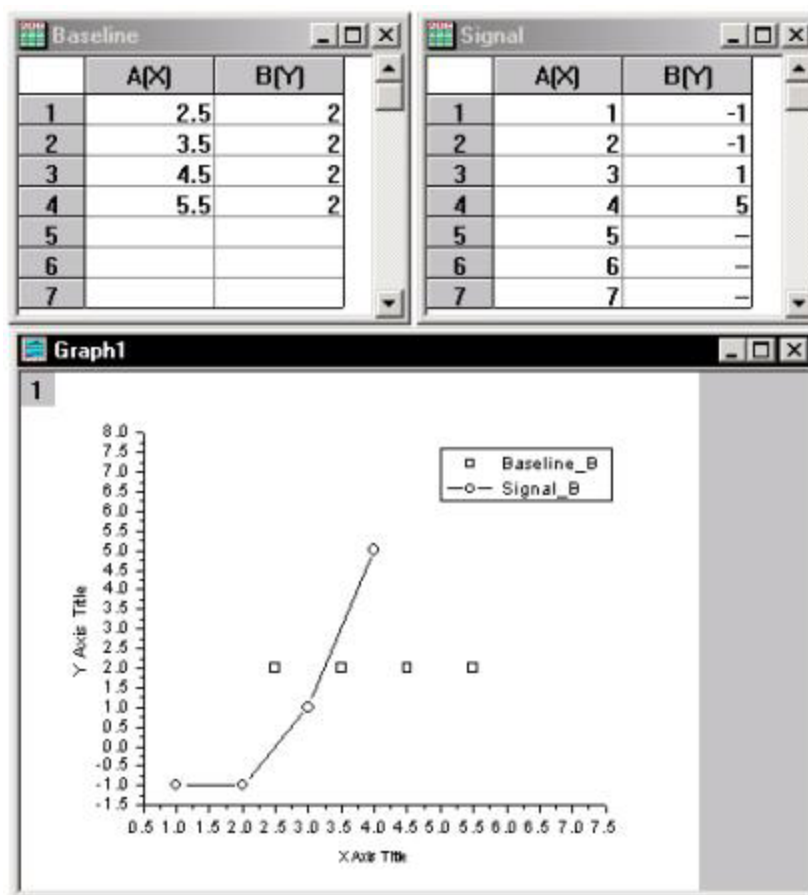 Baseline
A(X) B(Y)
1 2.5 2
2 3.5 2
3 4.5 2
4 5.5 2
5
6
7
Signal
A(X) B(Y)
1 1 -1
2 2 -1
3 3 1
4 4 5
5 5 –
6 6 –
7 7 –
Graph1
1
8.0
7.5
7.0
6.5
6.0
5.5
5.0
4.5
4.0
3.5
3.0
2.5
2.0
1.5
1.0
0.5
0.0
-0.5
-1.0
-1.5
Y Axis Title
Baseline_B
Signal_B
0.5 1.0 1.5 2.0 2.5 3.0 3.5 4.0 4.5 5.0 5.5 6.0 6.5 7.0 7.5
X Axis Title